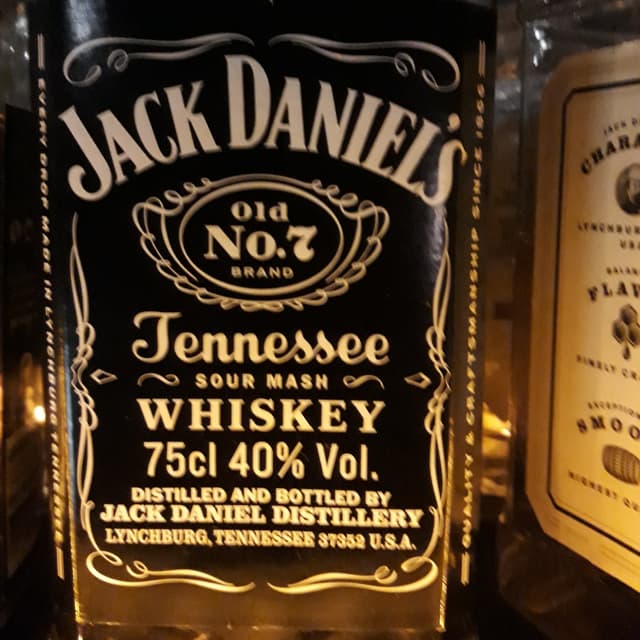 JACK DANIEL'S
Old
No.7
BRAND
Tennessee
SOUR MASH
WHISKEY
75cl 40% Vol.
DISTILLED AND BOTTLED BY
JACK DANIEL DISTILLERY
LYNCHBURG, TENNESSEE 37352 U.S.A.
EVERY DROP MADE IN LYNCHBURG TENNESSEE
QUALITY & CRAFTSMANSHIP SINCE 1866
JACK